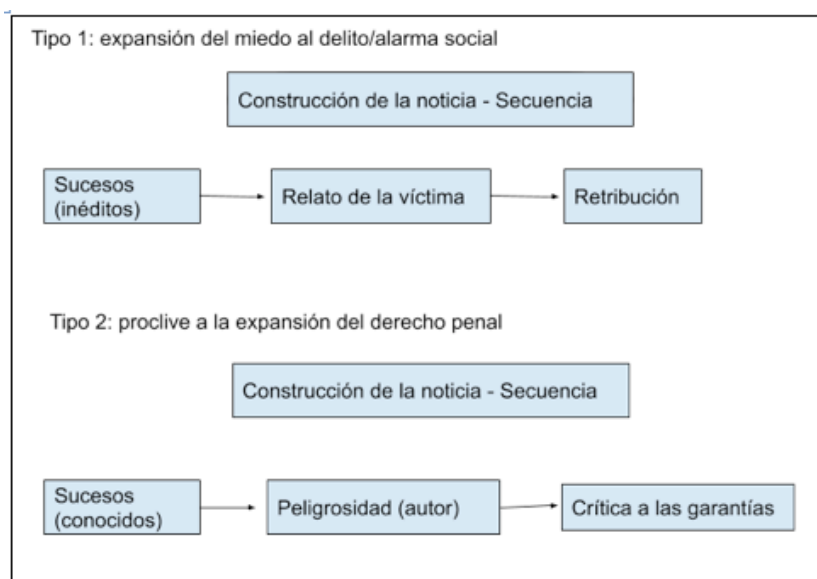 Tipo 1: expansión del miedo al delito/alarma social
Construcción de la noticia - Secuencia
Sucesos
(inéditos)
Relato de la víctima
Retribución
Tipo 2: proclive a la expansión del derecho penal
Construcción de la noticia - Secuencia
Sucesos
(conocidos)
Peligrosidad (autor)
Crítica a las garantías